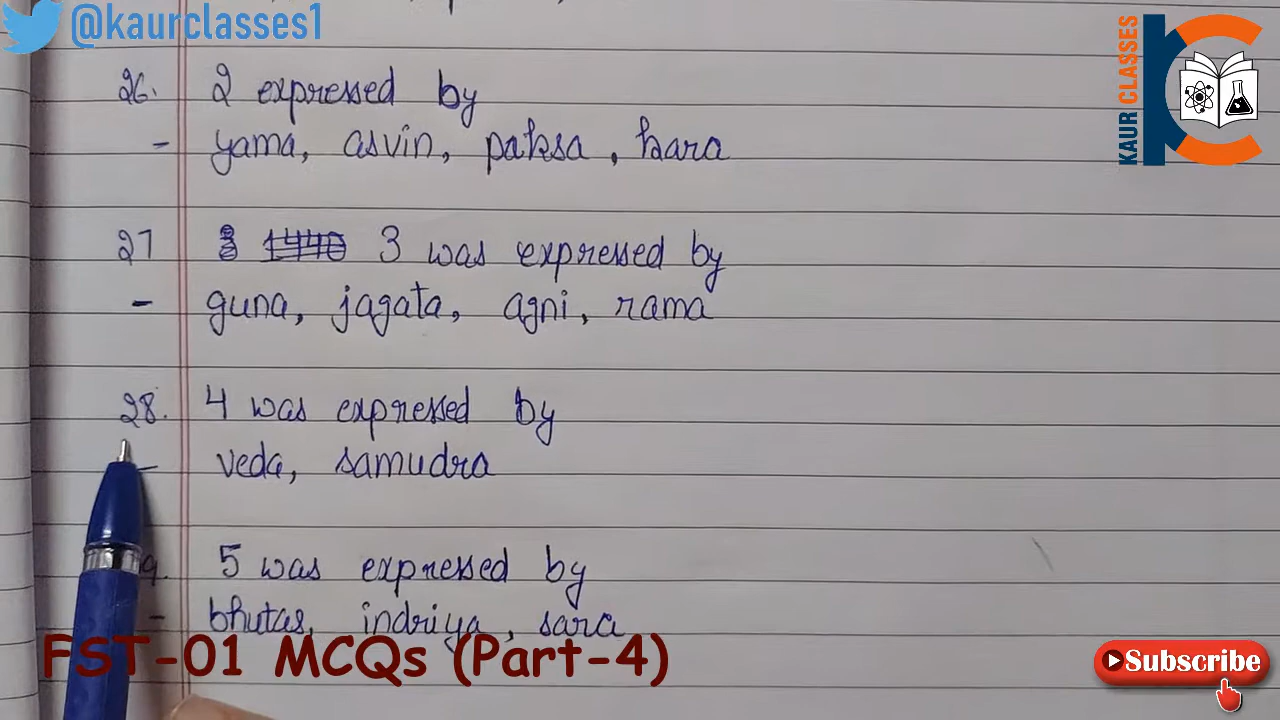 @kaurclasses1
KAUR CLASSES
26. 2 expressed by
- yama, asvin, paksa, kara
27 3 was expressed by
- guna, jagata, agni, rama
28. 4 was expressed by
- veda, samudra
9. 5 was expressed by
- bhutas, indriya, sara
FST-01 MCQs (Part-4)
Subscribe